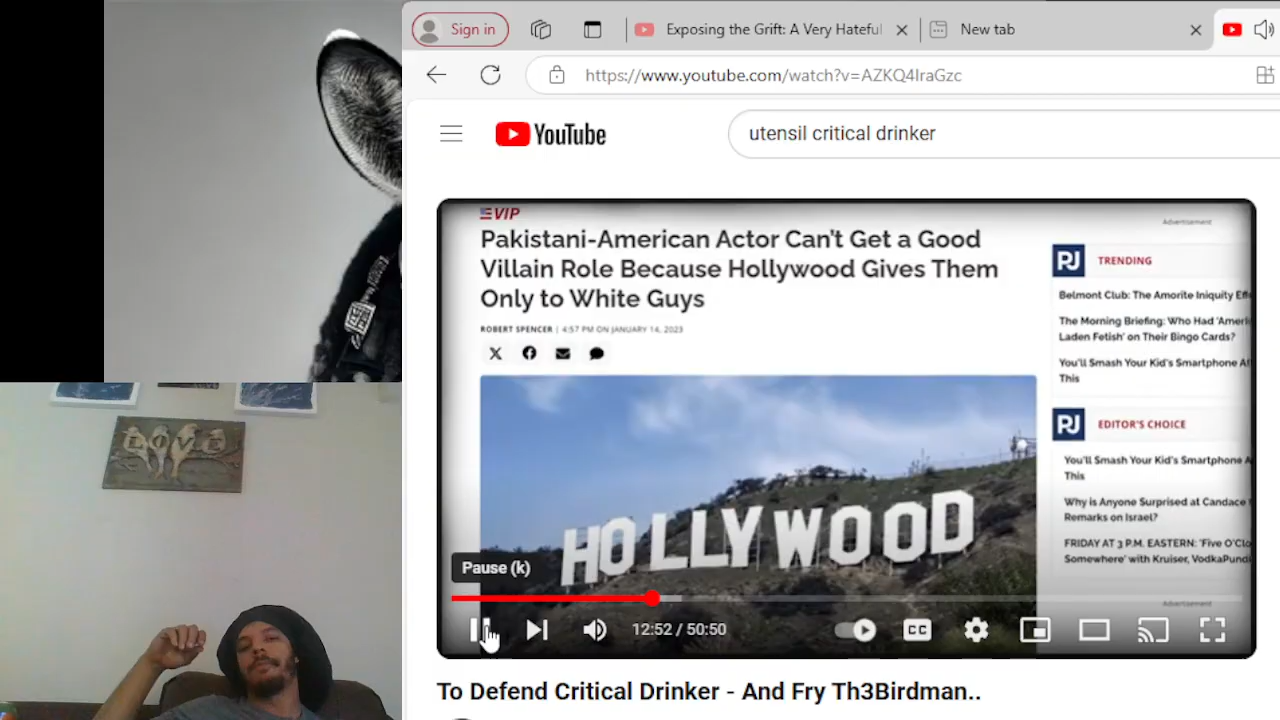 Sign in
Exposing the Grift: A Very Hateful
New tab
https://www.youtube.com/watch?v=AZKQ4IraGzc
YouTube
utensil critical drinker
VIP
Pakistani-American Actor Can't Get a Good
Villain Role Because Hollywood Gives Them
Only to White Guys
ROBERT SPENCER | 4:57 PM ON JANUARY 14, 2023
Advertisement
PJ TRENDING
Belmont Club: The Amorite Iniquity
The Morning Briefing: Who Had
Laden Fetish' on Their Bingo Cards?
You'll Smash Your Kid's Smartphone
This
PJ EDITOR'S CHOICE
You'll Smash Your Kid's Smartphone
This
Why is Anyone Surprised at Candace
Remarks on Israel?
FRIDAY AT 3 P.M. EASTERN: 'Five
Somewhere' with Kruiser,
Advertisement
HOLLYWOOD
LOVE
Pause (k)
12:52 / 50:50
CC
To Defend Critical Drinker - And Fry Th3Birdman..